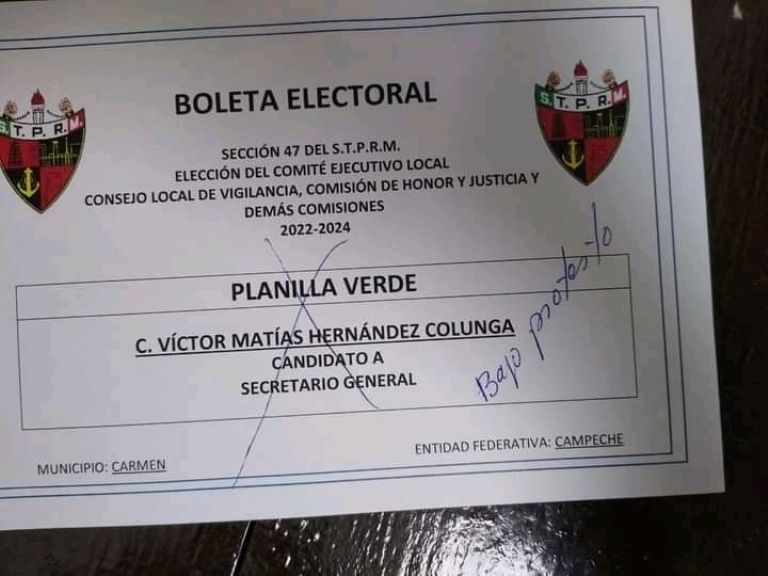 S. T. P. R. M.
BOLETA ELECTORAL
S. T. P. R. M.
SECCIÓN 47 DEL S.T.P.R.M.
ELECCIÓN DEL COMITÉ EJECUTIVO LOCAL
CONSEJO LOCAL DE VIGILANCIA, COMISIÓN DE HONOR Y JUSTICIA Y
DEMÁS COMISIONES
2022-2024
PLANILLA VERDE
C. VÍCTOR MATÍAS HERNÁNDEZ COLUNGA
CANDIDATO A
SECRETARIO GENERAL
Bajo protesto
MUNICIPIO: CARMEN
ENTIDAD FEDERATIVA: CAMPECHE